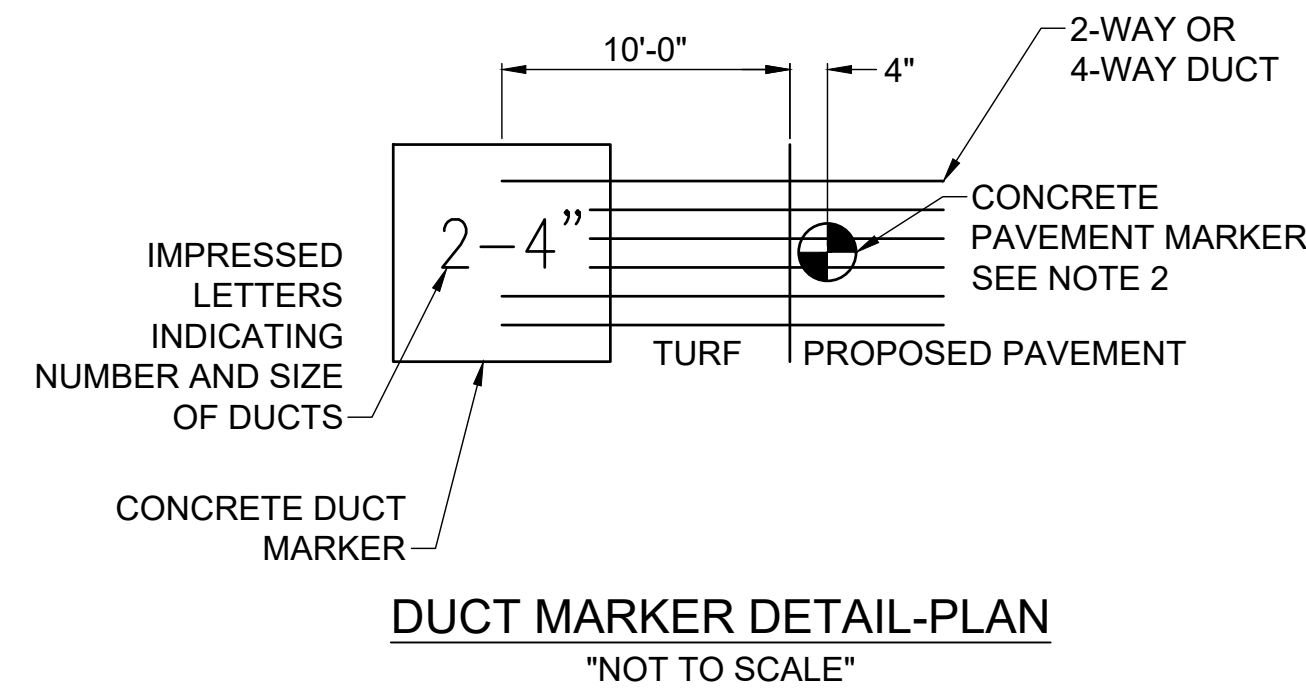 10'-0"
4"
2-WAY OR
4-WAY DUCT
2-4"
CONCRETE
PAVEMENT MARKER
SEE NOTE 2
IMPRESSED
LETTERS
INDICATING
NUMBER AND SIZE
OF DUCTS
TURF
PROPOSED PAVEMENT
CONCRETE DUCT
MARKER
DUCT MARKER DETAIL-PLAN
"NOT TO SCALE"